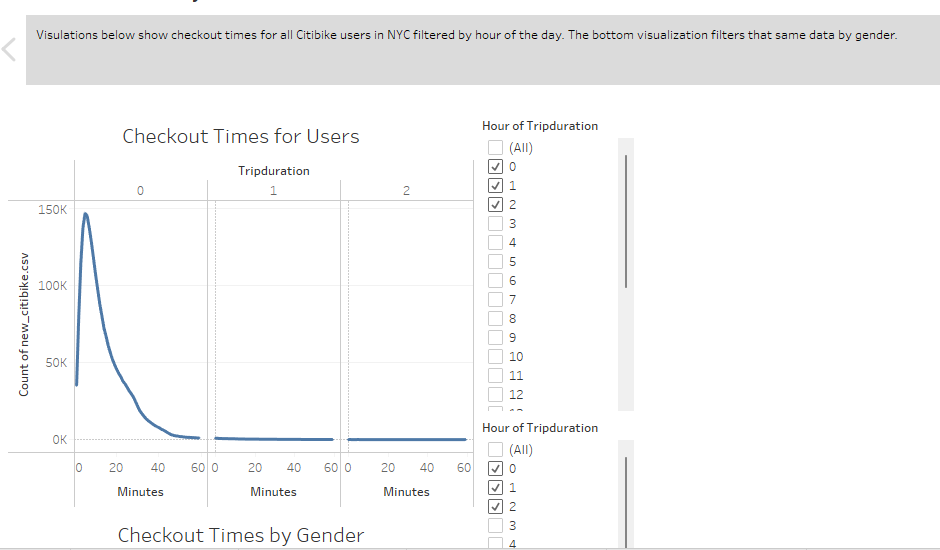 Visulations below show checkout times for all Citibike users in NYC filtered by hour of the day. The bottom visualization filters that same data by gender.
Checkout Times for Users
Tripduration
0 1 2
150K
100K
50K
0K
Count of new_citibike.csv
0 20 40 60 0 20 40 60 0 20 40 60
Minutes Minutes Minutes
Hour of Tripduration
(All)
0
1
2
3
4
5
6
7
8
9
10
11
12
Hour of Tripduration
(All)
0
1
2
3
4
Checkout Times by Gender